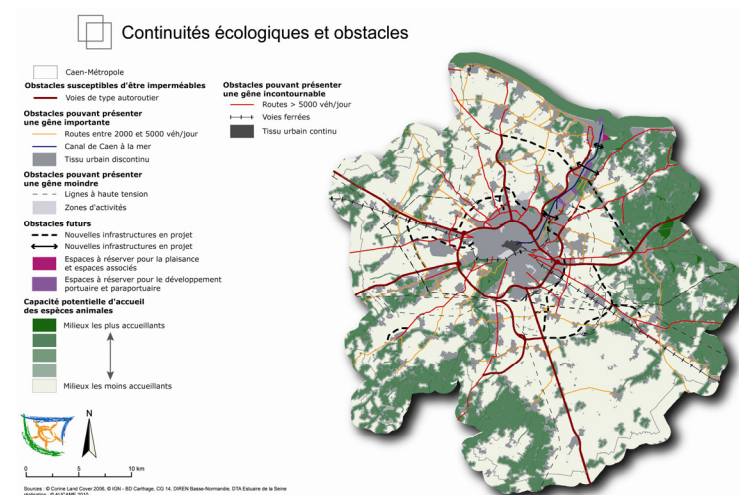 Continuités écologiques et obstacles
Caen-Métropole
Obstacles susceptibles d'être imperméables
Voies de type autoroutier
Obstacles pouvant présenter
une gêne importante
Routes entre 2000 et 5000 véh/jour
Canal de Caen à la mer
Tissu urbain discontinu
Obstacles pouvant présenter
une gêne moindre
Lignes à haute tension
Zones d'activités
Obstacles futurs
Nouvelles infrastructures en projet
Nouvelles infrastructures en projet
Espaces à réserver pour la plaisance
et espaces associés
Espaces à réserver pour le développement
portuaire et paraportuaire
Capacité potentielle d'accueil
des espèces animales
Milieux les plus accueillants
Milieux les moins accueillants
Obstacles pouvant présenter
une gêne incontournable
Routes > 5000 véh/jour
Voies ferrées
Tissu urbain continu
N
0 5 10 km
Sources : © Corine Land Cover 2006, © IGN - BD Carthage, CG 14, DIREN Basse-Normandie, DTA Estuaire de la Seine
réalisation : © AUCAME 2010